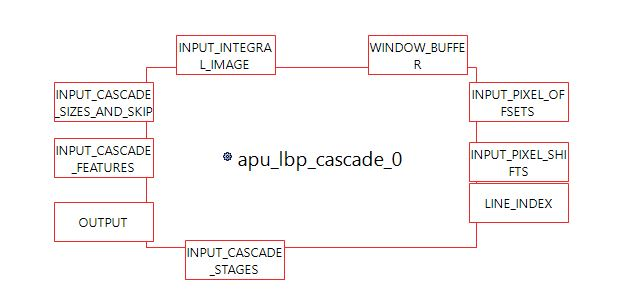 INPUT_INTEGRA
L_IMAGE
WINDOW_BUFFE
R
INPUT_CASCADE
_SIZES_AND_SKIP
INPUT_PIXEL_OF
FSETS
INPUT_CASCADE
_FEATURES
apu_lbp_cascade_0
INPUT_PIXEL_SHI
FTS
LINE_INDEX
OUTPUT
INPUT_CASCADE
_STAGES